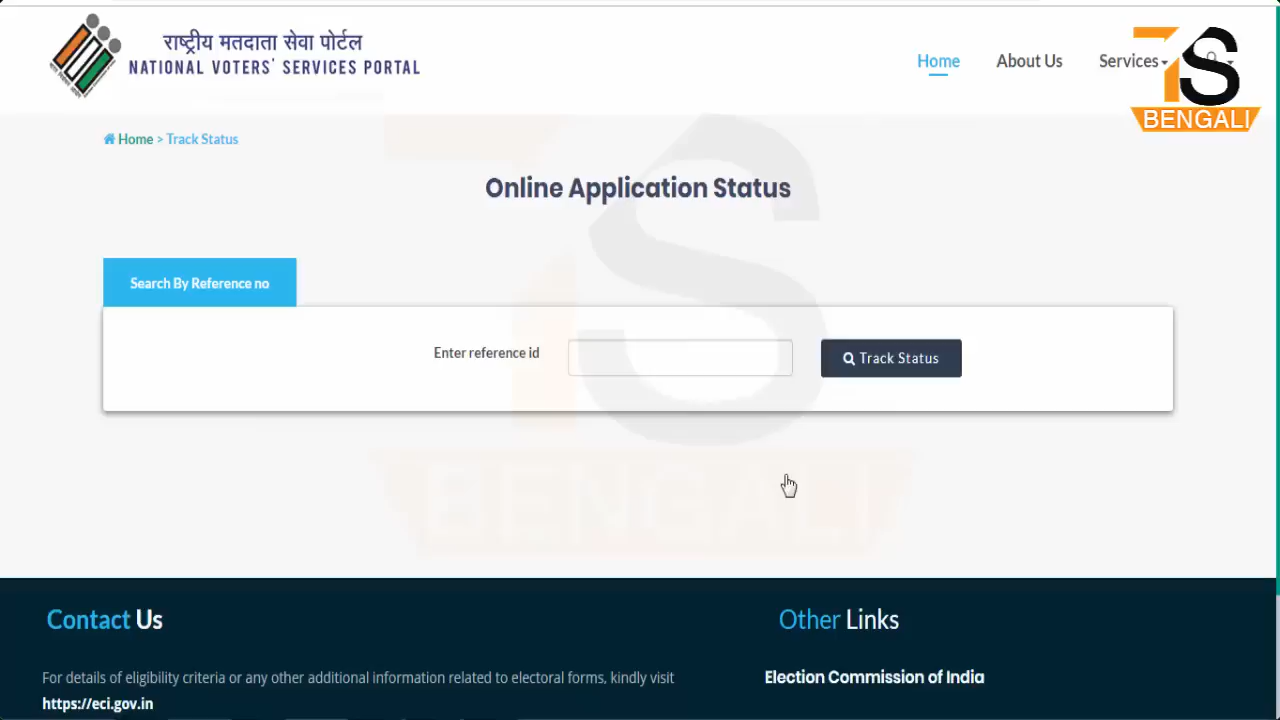 राष्ट्रीय मतदाता सेवा पोर्टल
NATIONAL VOTERS' SERVICES PORTAL
Home
About Us
Services
S
BENGALI
Home > Track Status
Online Application Status
Search By Reference no
Enter reference id
Track Status
BENGALI
Contact Us
Other Links
For details of eligibility criteria or any other additional information related to electoral forms, kindly visit
https://eci.gov.in
Election Commission of India